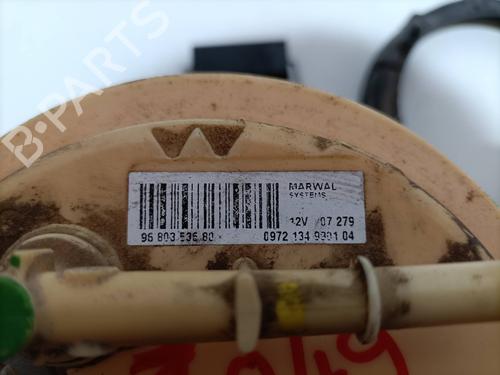 B-PARTS
MARWAL
SYSTEMS
12V 07 279
96 803 536 80
0972 134 9301 04